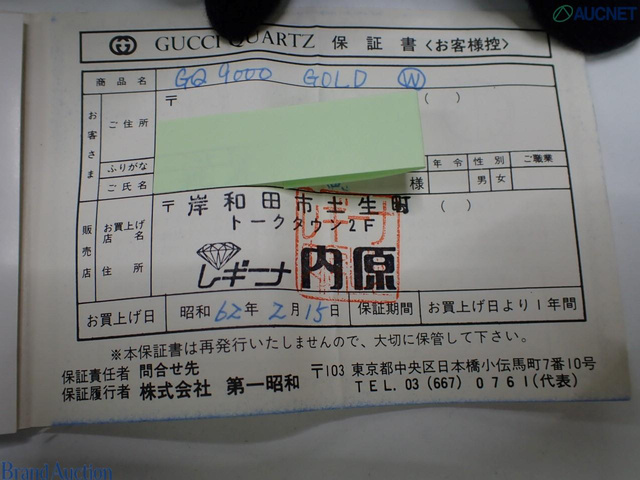 AUCNET
GUCCI QUARTZ 保証書〈お客様控〉
商品名 GQ 9000 GOLD W
お客さま
ご住所 〒 ( )
ふりがな 年令 性別 ご職業
ご氏名 様 男 女
販売店
お買上げ店名 住所
〒岸和田市土生町 ( )
トークタウン2F
レギーナ 内原
お買上げ日 昭和62年2月15日 保証期間 お買上げ日より1年間
※本保証書は再発行いたしませんので、大切に保管して下さい。
保証責任者 問合せ先 〒103 東京都中央区日本橋小伝馬町7番10号
保証履行者 株式会社 第一昭和 TEL. 03 (667) 0761(代表)
Brand Auction